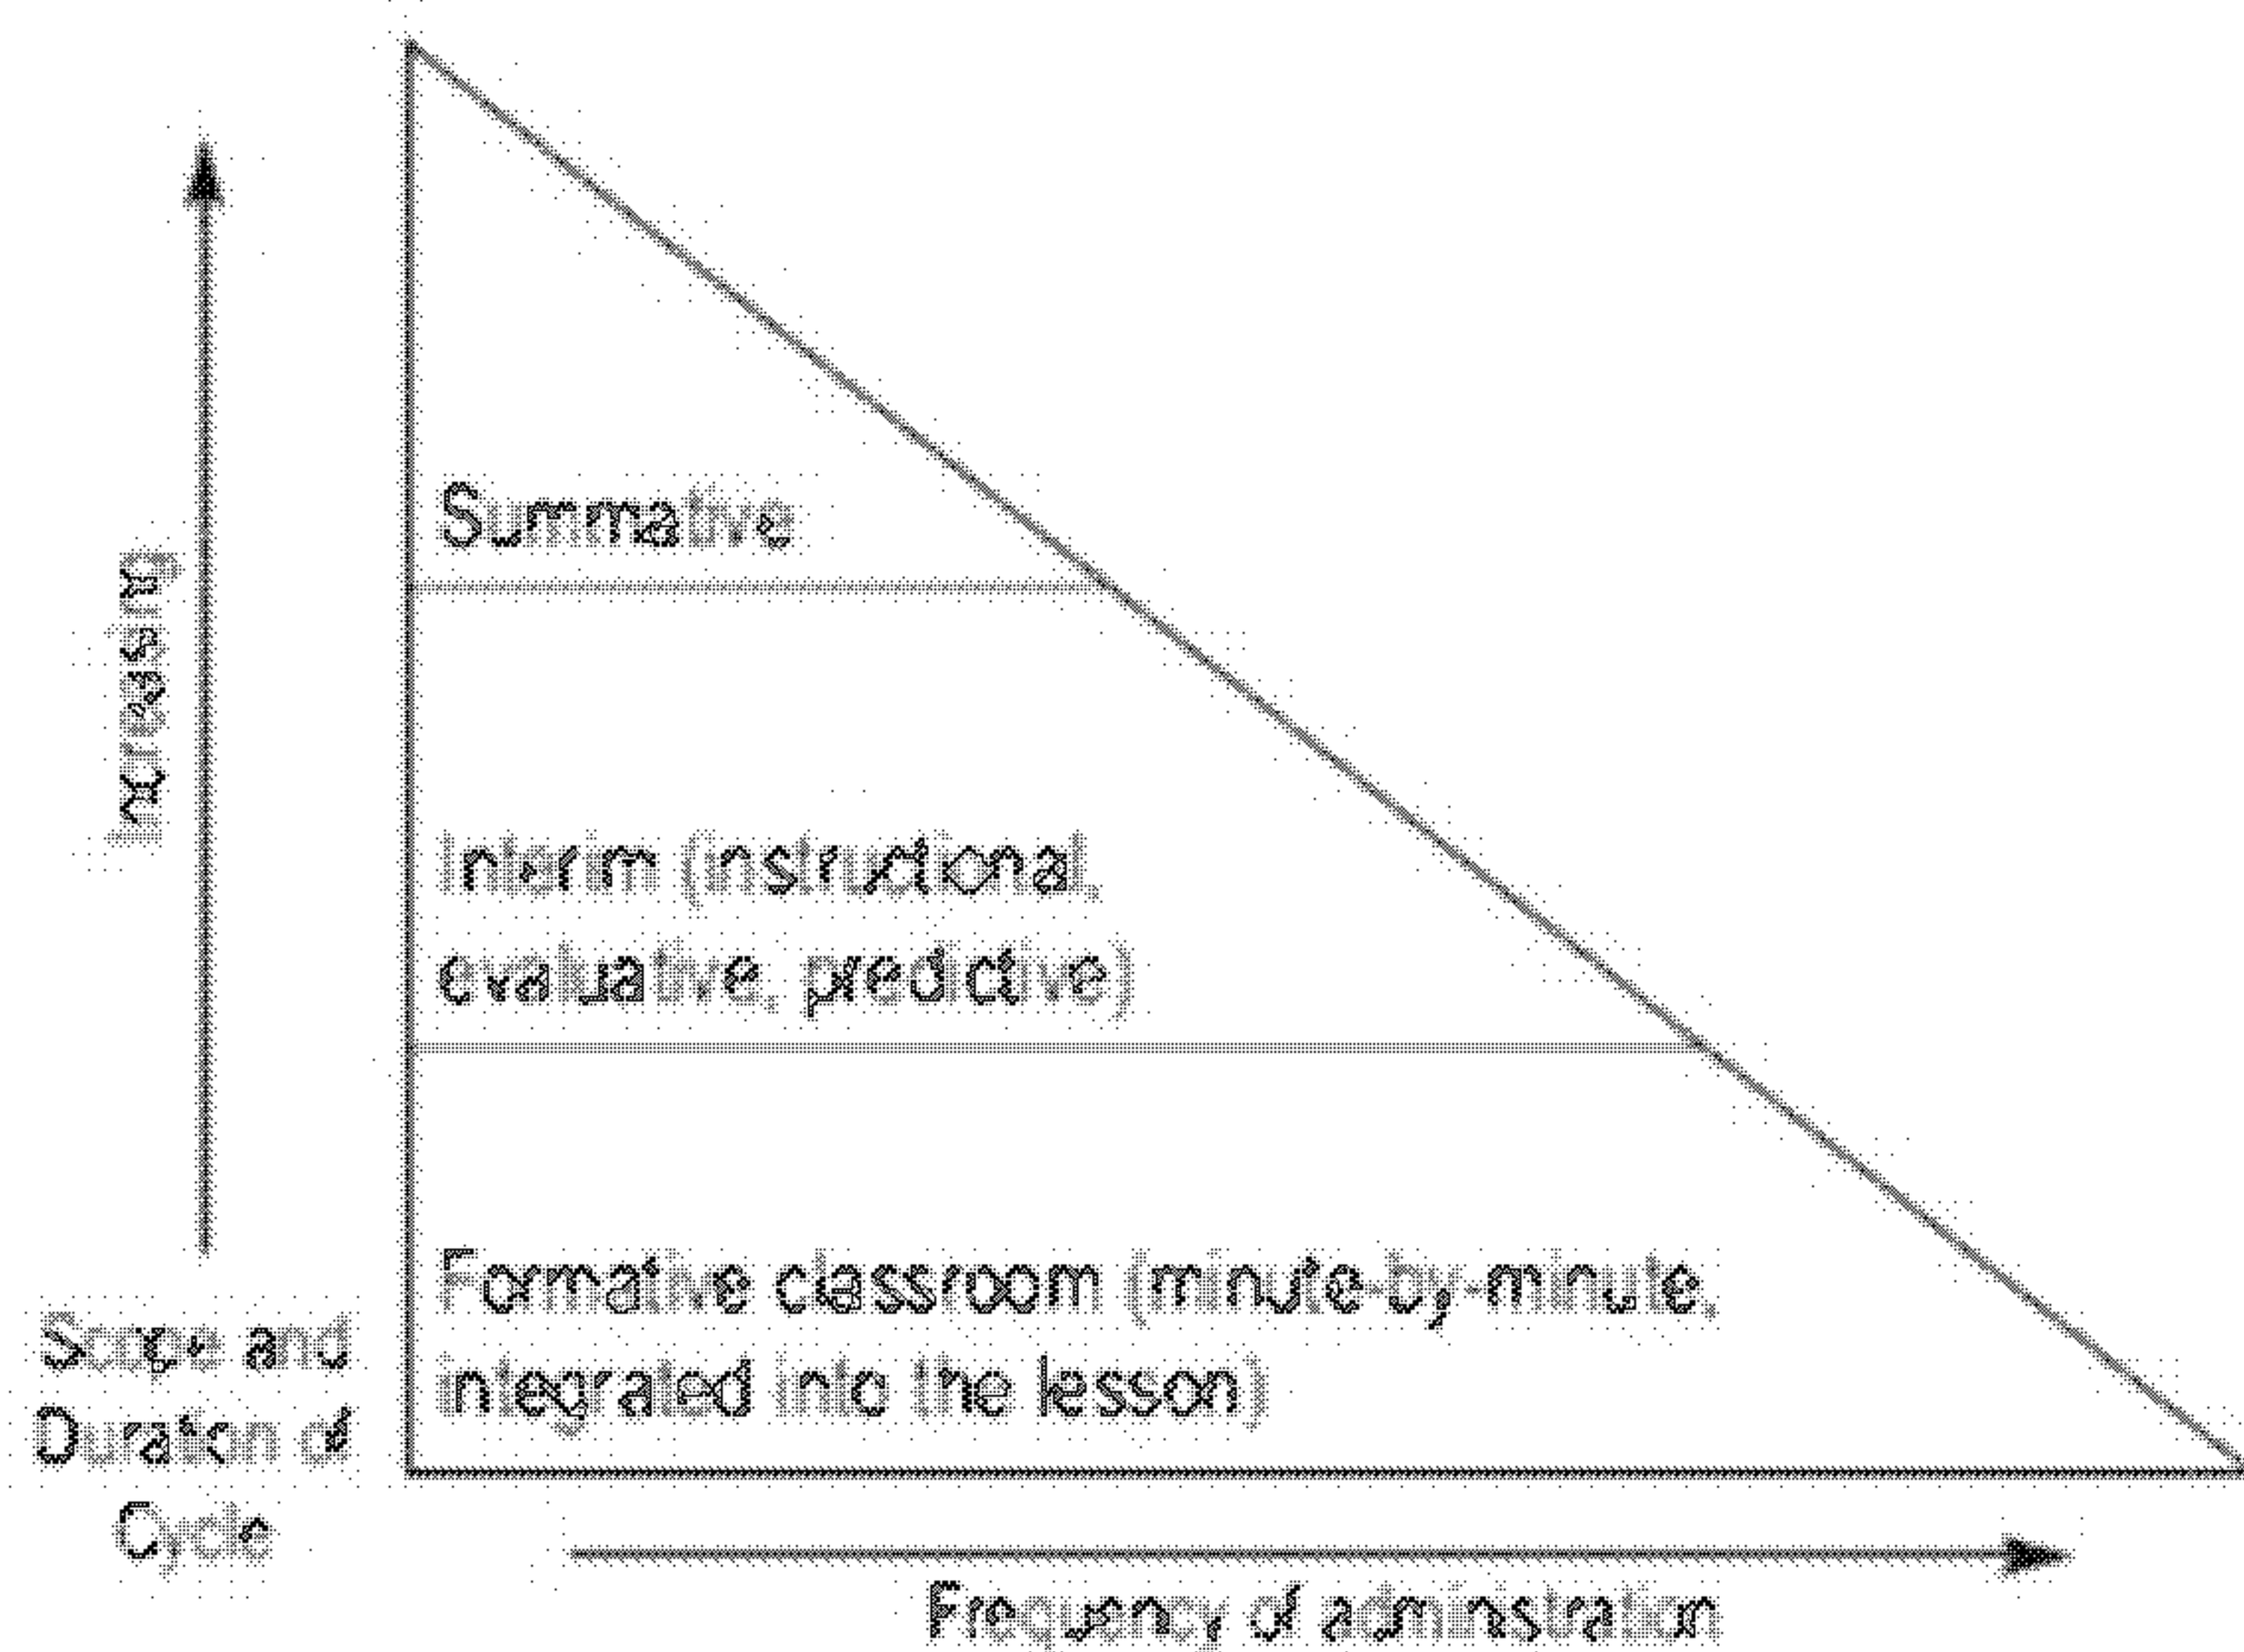 Increasing
Summative
Interim (instructional,
evaluative, predictive)
Formative classroom (minute-by-minute,
integrated into the lesson)
Scope and
Duration of
Cycle
Frequency of administration